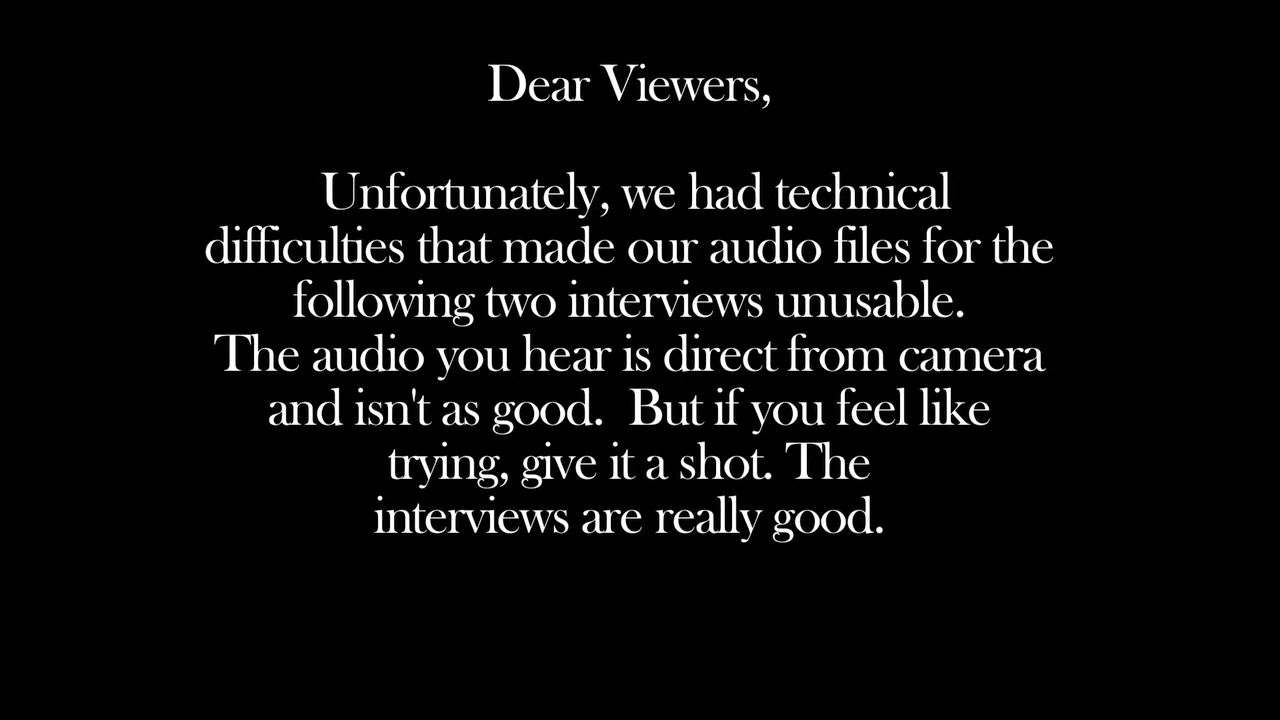 Dear Viewers,
Unfortunately, we had technical
difficulties that made our audio files for the
following two interviews unusable.
The audio you hear is direct from camera
and isn't as good.  But if you feel like
trying, give it a shot. The
interviews are really good.